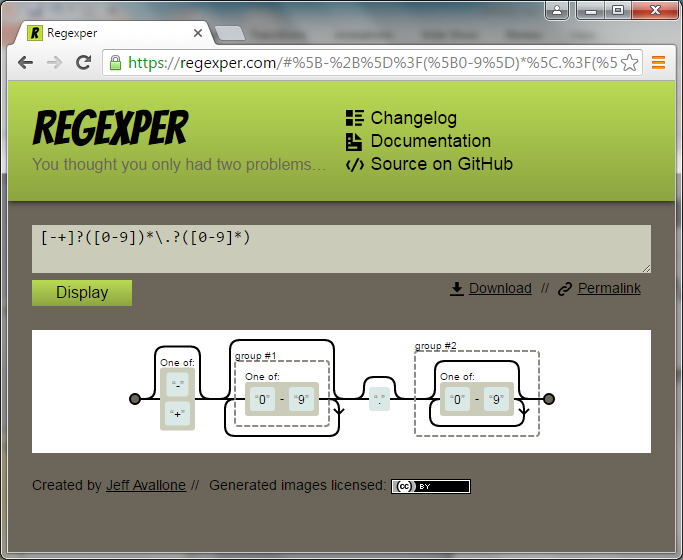 Regexper
https://regexper.com/#%5B-%2B%5D%3F(%5B0-9%5D)*%5C.%3F(%5
REGEXPER
You thought you only had two problems...
Changelog
Documentation
Source on GitHub
[-+]?([0-9])*\.?([0-9]*)
Display
Download // Permalink
group #1
group #2
One of:
One of:
One of:
“-”
“+”
“0” - “9”
“.”
“0” - “9”
Created by Jeff Avallone // Generated images licensed: cc BY